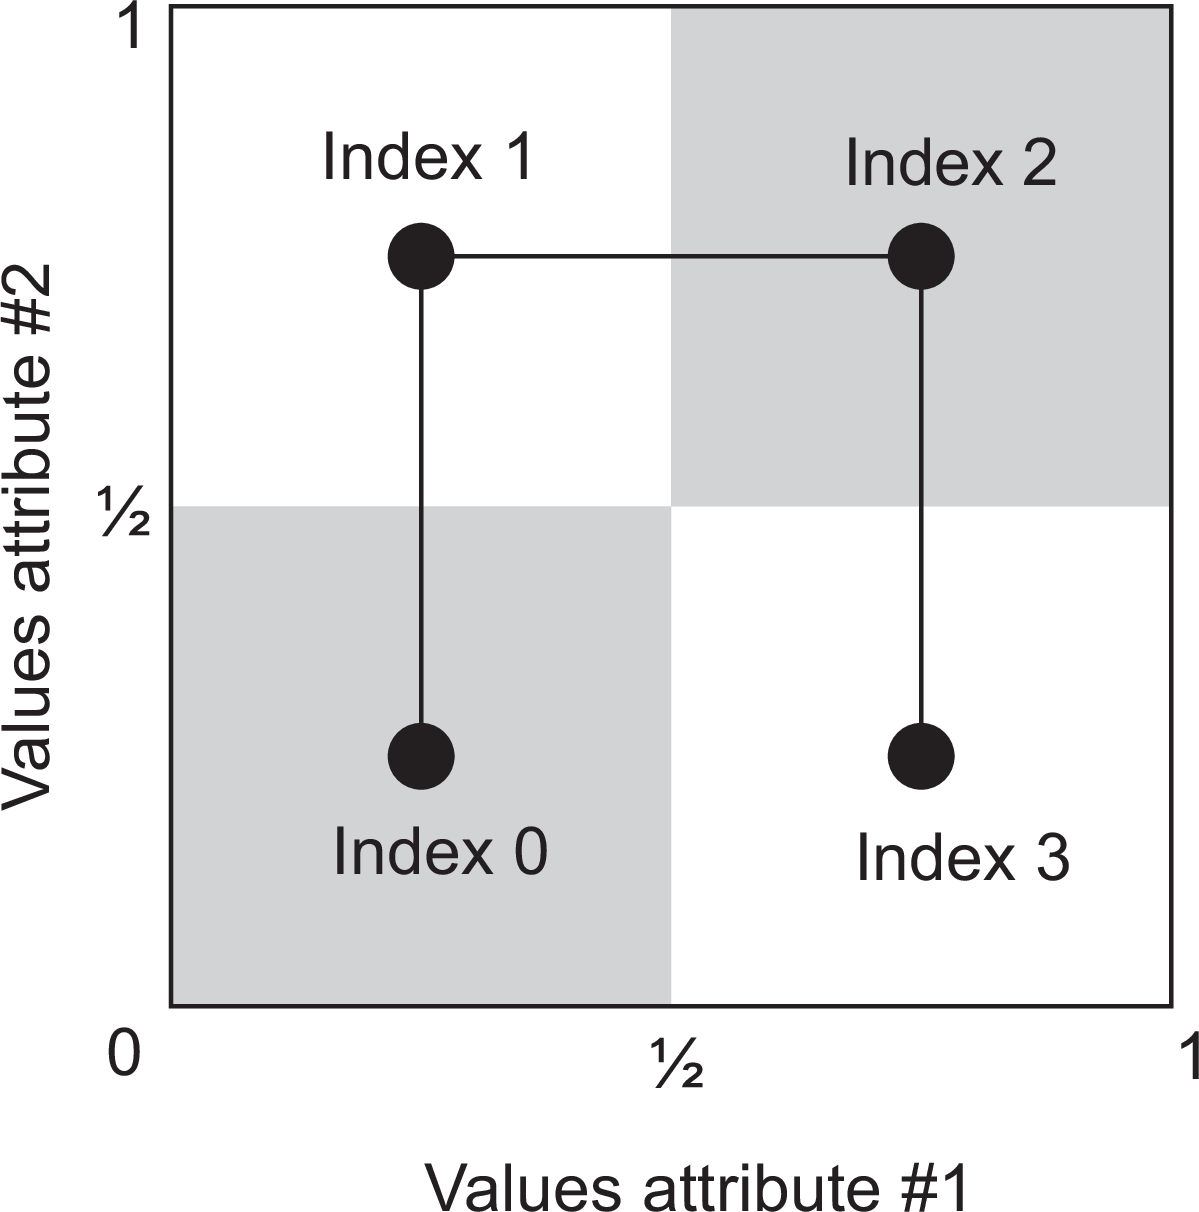 1
Index 1
Index 2
Values attribute #2
½
Index 0
Index 3
0
½
1
Values attribute #1